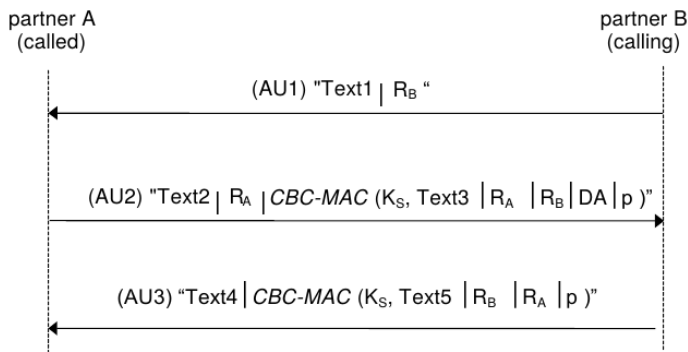 partner A
(called)
partner B
(calling)
(AU1) "Text1 | RB “
(AU2) "Text2 | RA | CBC-MAC (KS, Text3 | RA | RB | DA | p )”
(AU3) “Text4 | CBC-MAC (KS, Text5 | RB | RA | p )”